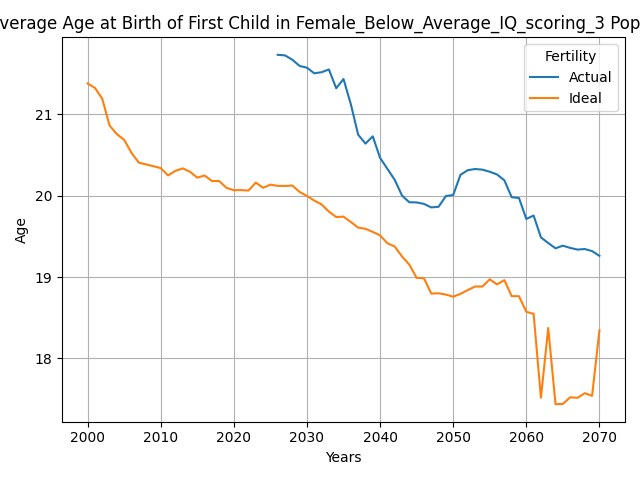 verage Age at Birth of First Child in Female_Below_Average_IQ_scoring_3 Pop
Fertility
Actual
Ideal
21
20
19
18
Age
2000 2010 2020 2030 2040 2050 2060 2070
Years